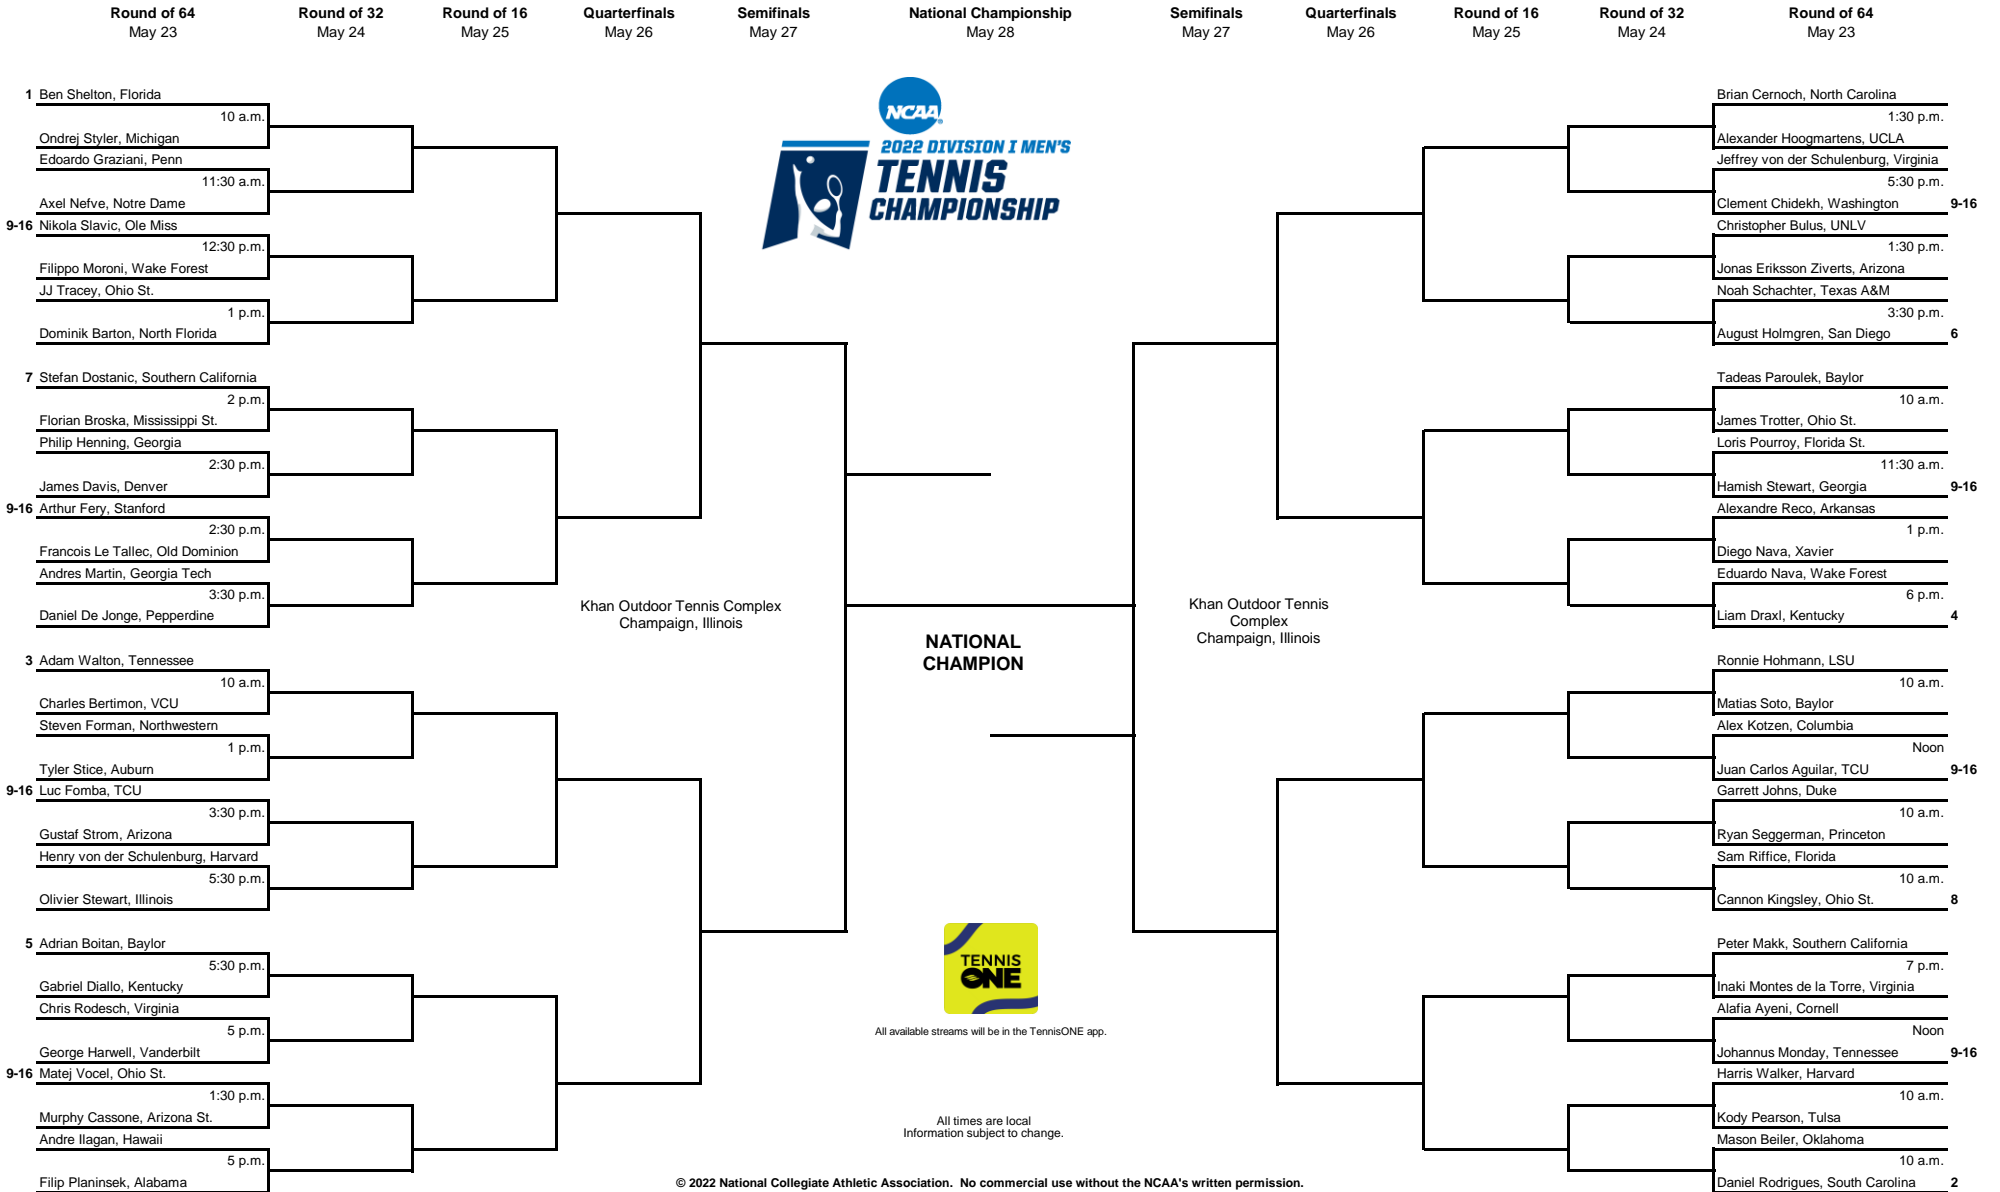 Round of 64
May 23
Round of 32
May 24
Round of 16
May 25
Quarterfinals
May 26
Semifinals
May 27
National Championship
May 28
Semifinals
May 27
Quarterfinals
May 26
Round of 16
May 25
Round of 32
May 24
Round of 64
May 23
1 Ben Shelton, Florida
10 a.m.
Ondrej Styler, Michigan
Edoardo Graziani, Penn
11:30 a.m.
Axel Nefve, Notre Dame
9-16 Nikola Slavic, Ole Miss
12:30 p.m.
Filippo Moroni, Wake Forest
JJ Tracey, Ohio St.
1 p.m.
Dominik Barton, North Florida
7 Stefan Dostanic, Southern California
2 p.m.
Florian Broska, Mississippi St.
Philip Henning, Georgia
2:30 p.m.
James Davis, Denver
9-16 Arthur Fery, Stanford
2:30 p.m.
Francois Le Tallec, Old Dominion
Andres Martin, Georgia Tech
3:30 p.m.
Daniel De Jonge, Pepperdine
3 Adam Walton, Tennessee
10 a.m.
Charles Bertimon, VCU
Steven Forman, Northwestern
1 p.m.
Tyler Stice, Auburn
9-16 Luc Fomba, TCU
3:30 p.m.
Gustaf Strom, Arizona
Henry von der Schulenburg, Harvard
5:30 p.m.
Olivier Stewart, Illinois
5 Adrian Boitan, Baylor
5:30 p.m.
Gabriel Diallo, Kentucky
Chris Rodesch, Virginia
5 p.m.
George Harwell, Vanderbilt
9-16 Matej Vocel, Ohio St.
1:30 p.m.
Murphy Cassone, Arizona St.
Andre Ilagan, Hawaii
5 p.m.
Filip Planinsek, Alabama
NCAA
2022 DIVISION I MEN'S
TENNIS
CHAMPIONSHIP
Khan Outdoor Tennis Complex
Champaign, Illinois
NATIONAL
CHAMPION
Khan Outdoor Tennis
Complex
Champaign, Illinois
TENNIS
ONE
All available streams will be in the TennisONE app.
All times are local
Information subject to change.
© 2022 National Collegiate Athletic Association. No commercial use without the NCAA's written permission.
Brian Cernoch, North Carolina
1:30 p.m.
Alexander Hoogmartens, UCLA
Jeffrey von der Schulenburg, Virginia
5:30 p.m.
Clement Chidekh, Washington 9-16
Christopher Bulus, UNLV
1:30 p.m.
Jonas Eriksson Ziverts, Arizona
Noah Schachter, Texas A&M
3:30 p.m.
August Holmgren, San Diego 6
Tadeas Paroulek, Baylor
10 a.m.
James Trotter, Ohio St.
Loris Pourroy, Florida St.
11:30 a.m.
Hamish Stewart, Georgia 9-16
Alexandre Reco, Arkansas
1 p.m.
Diego Nava, Xavier
Eduardo Nava, Wake Forest
6 p.m.
Liam Draxl, Kentucky 4
Ronnie Hohmann, LSU
10 a.m.
Matias Soto, Baylor
Alex Kotzen, Columbia
Noon
Juan Carlos Aguilar, TCU 9-16
Garrett Johns, Duke
10 a.m.
Ryan Seggerman, Princeton
Sam Riffice, Florida
10 a.m.
Cannon Kingsley, Ohio St. 8
Peter Makk, Southern California
7 p.m.
Inaki Montes de la Torre, Virginia
Alafia Ayeni, Cornell
Noon
Johannus Monday, Tennessee 9-16
Harris Walker, Harvard
10 a.m.
Kody Pearson, Tulsa
Mason Beiler, Oklahoma
10 a.m.
Daniel Rodrigues, South Carolina 2